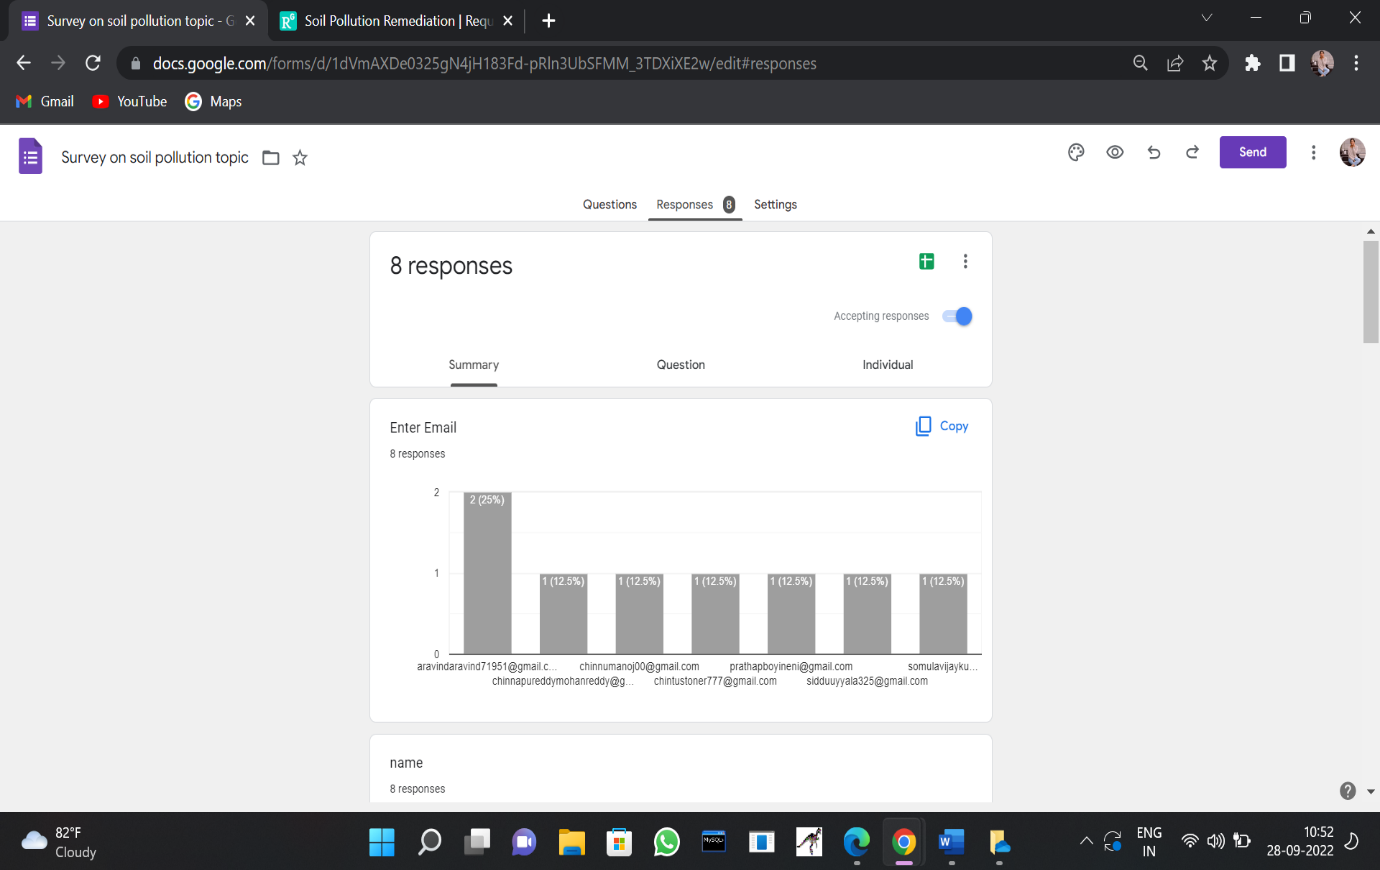 Survey on soil pollution topic - G
Soil Pollution Remediation | Requ
docs.google.com/forms/d/1dVmAXDe0325gN4jH183Fd-pRIn3UbSFMM_3TDXiXE2w/edit#responses
Gmail YouTube Maps
Survey on soil pollution topic
Send
Questions Responses 8 Settings
8 responses
Accepting responses
Summary Question Individual
Enter Email
Copy
8 responses
2
2 (25%)
1
1 (12.5%) 1 (12.5%) 1 (12.5%) 1 (12.5%) 1 (12.5%) 1 (12.5%)
0
aravindaravind71951@gmail.c... chinnumanoj00@gmail.com prathapboyineni@gmail.com somulavijayku...
chinnapureddymohanreddy@g... chintustoner777@gmail.com sidduuyyala325@gmail.com
name
8 responses
82°F
Cloudy
MySQL
W
ENG
IN
10:52
28-09-2022